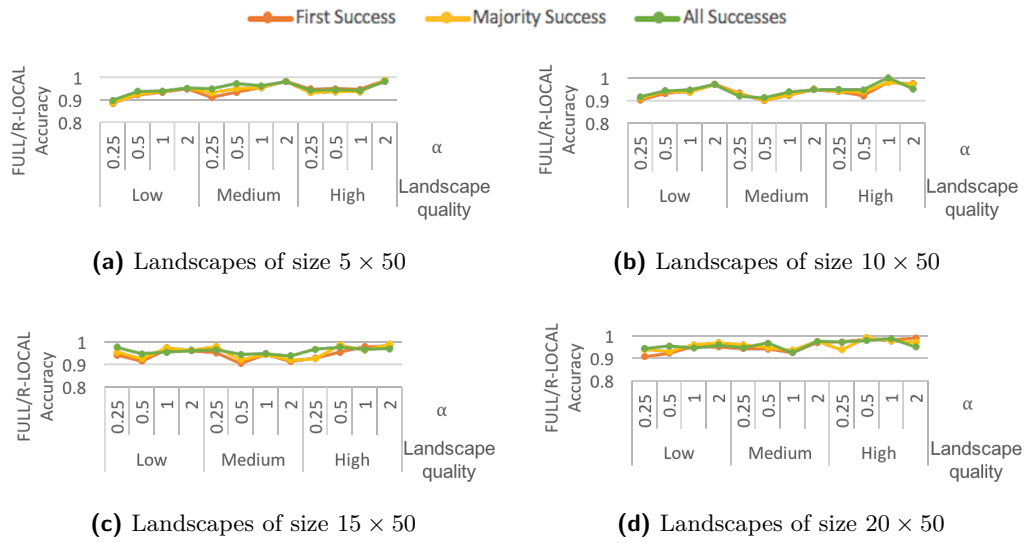 First Success Majority Success All Successes
FULL/R-LOCAL
Accuracy
1
0.9
0.8
0.25 0.5 1 2 0.25 0.5 1 2 0.25 0.5 1 2
α
Low Medium High
Landscape
quality
(a) Landscapes of size 5 × 50
FULL/R-LOCAL
Accuracy
1
0.9
0.8
0.25 0.5 1 2 0.25 0.5 1 2 0.25 0.5 1 2
α
Low Medium High
Landscape
quality
(b) Landscapes of size 10 × 50
FULL/R-LOCAL
Accuracy
1
0.9
0.8
0.25 0.5 1 2 0.25 0.5 1 2 0.25 0.5 1 2
α
Low Medium High
Landscape
quality
(c) Landscapes of size 15 × 50
FULL/R-LOCAL
Accuracy
1
0.9
0.8
0.25 0.5 1 2 0.25 0.5 1 2 0.25 0.5 1 2
α
Low Medium High
Landscape
quality
(d) Landscapes of size 20 × 50